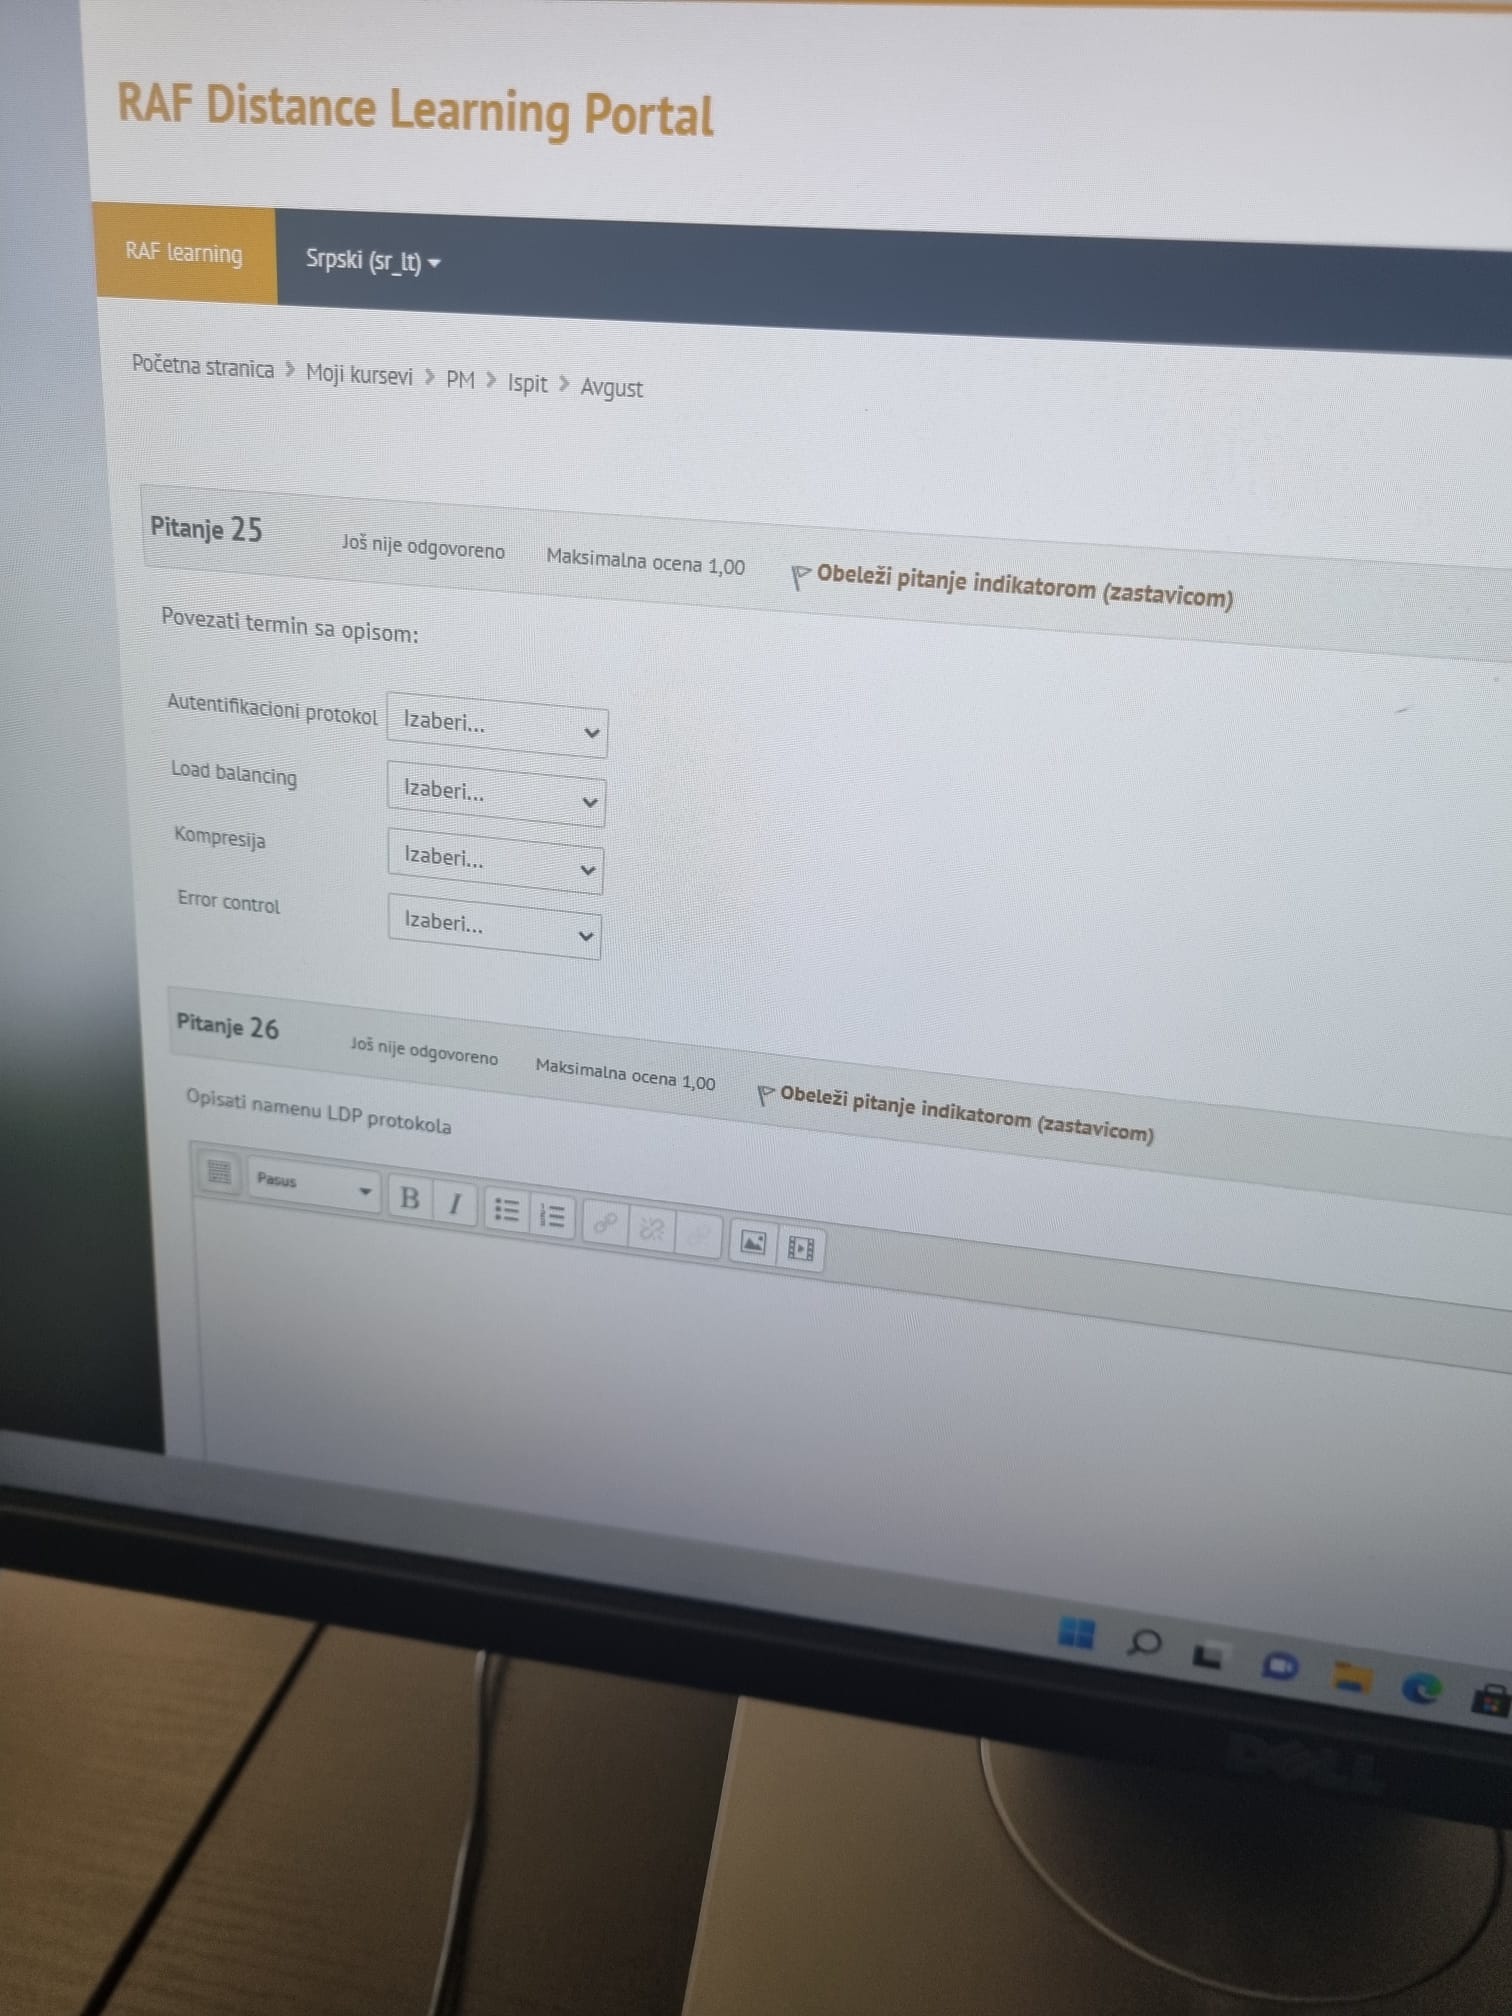 RAF Distance Learning Portal
RAF learning
Srpski (sr_lt)
Početna stranica > Moji kursevi > PM > Ispit > Avgust
Pitanje 25 Još nije odgovoreno Maksimalna ocena 1,00 Obeleži pitanje indikatorom (zastavicom)
Povezati termin sa opisom:
Autentifikacioni protokol Izaberi...
Load balancing Izaberi...
Kompresija Izaberi...
Error control Izaberi...
Pitanje 26 Još nije odgovoreno Maksimalna ocena 1,00 Obeleži pitanje indikatorom (zastavicom)
Opisati namenu LDP protokola
Pasus B I
DELL